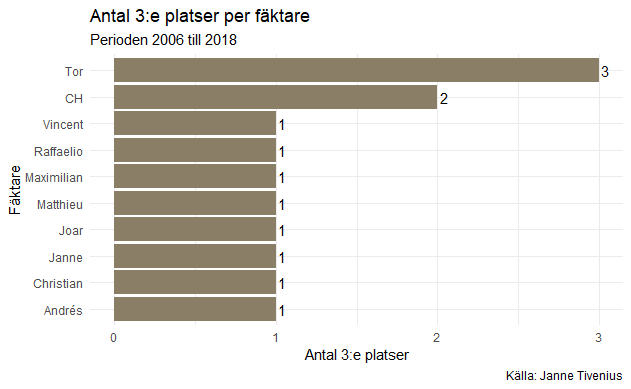 Antal 3:e platser per fäktare
Perioden 2006 till 2018
Fäktare
Tor 3
CH 2
Vincent 1
Raffaelio 1
Maximilian 1
Matthieu 1
Joar 1
Janne 1
Christian 1
Andrés 1
0 1 2 3
Antal 3:e platser
Källa: Janne Tivenius